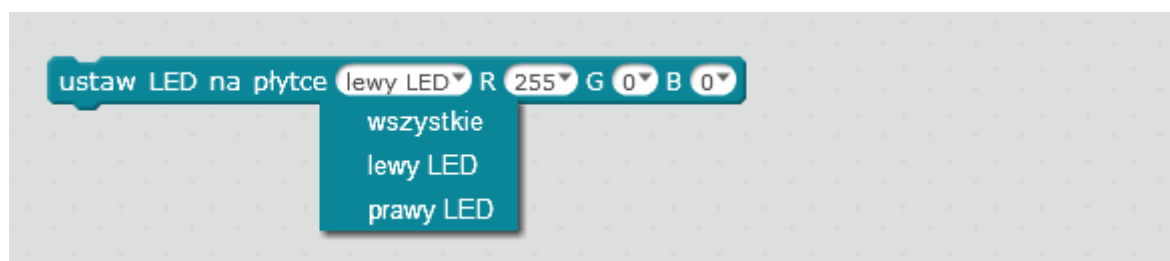 ustaw LED na płytce lewy LED R 255 G 0 B 0
wszystkie
lewy LED
prawy LED